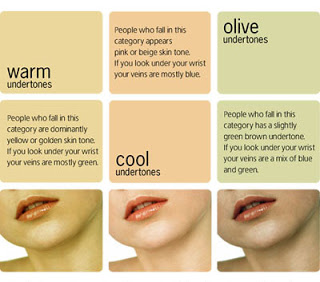 warm
undertones
People who fall in this
category are dominantly
yellow or golden skin tone.
If you look under your wrist
your veins are mostly green.
People who fall in this
category appears
pink or beige skin tone.
If you look under your wrist
your veins are mostly blue.
cool
undertones
olive
undertones
People who fall in this
category has a slightly
green brown undertone.
If you look under your wrist
your veins are a mix of blue
and green.